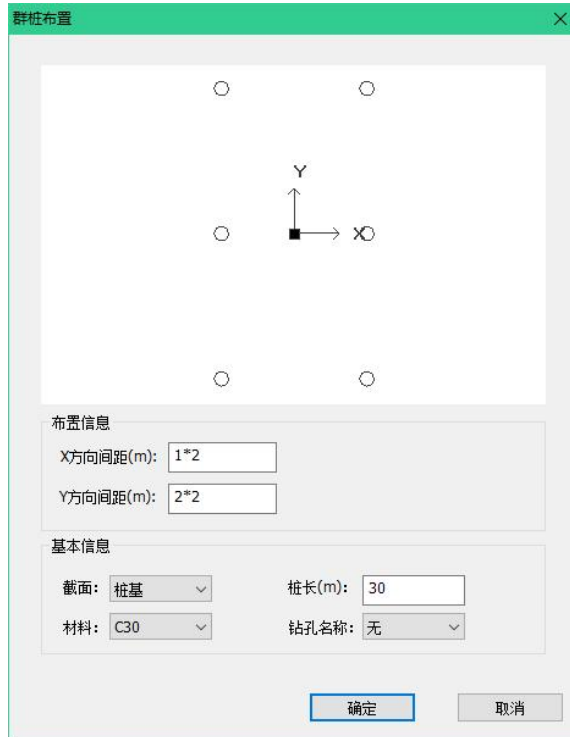 群桩布置
Y
X
布置信息
X方向间距(m): 1*2
Y方向间距(m): 2*2
基本信息
截面: 桩基 桩长(m): 30
材料: C30 钻孔名称: 无
确定 取消